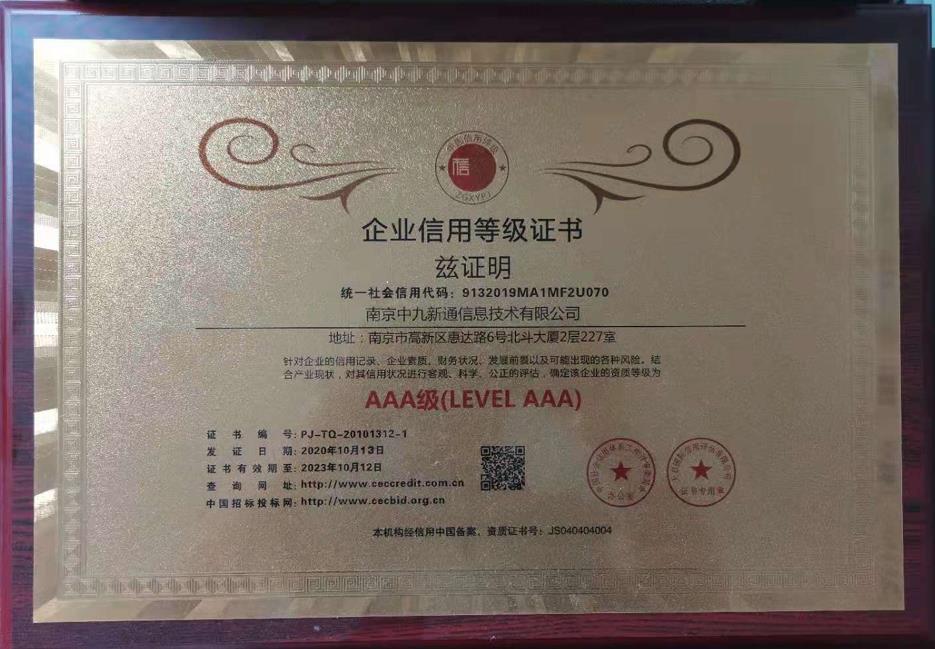 信
ZGXYPJ
企业信用等级证书
兹证明
统一社会信用代码：9132019MA1MF2U070
南京中九新通信息技术有限公司
地址：南京市高新区惠达路6号北斗大厦2层227室
针对企业的信用记录、企业素质、财务状况、发展前景以及可能出现的各种风险。结
合产业现状，对其信用状况进行客观、科学、公正的评估，确定该企业的资质等级为
AAA级(LEVEL AAA)
证书编号：PJ-TQ-20101312-1
发证日期：2020年10月13日
证书有效期至：2023年10月12日
查询网址：http://www.ceccredit.com.cn
中国招标投标网：http://www.cecbid.org.cn
证书专用章
本机构经信用中国备案，资质证书号：JS040404004